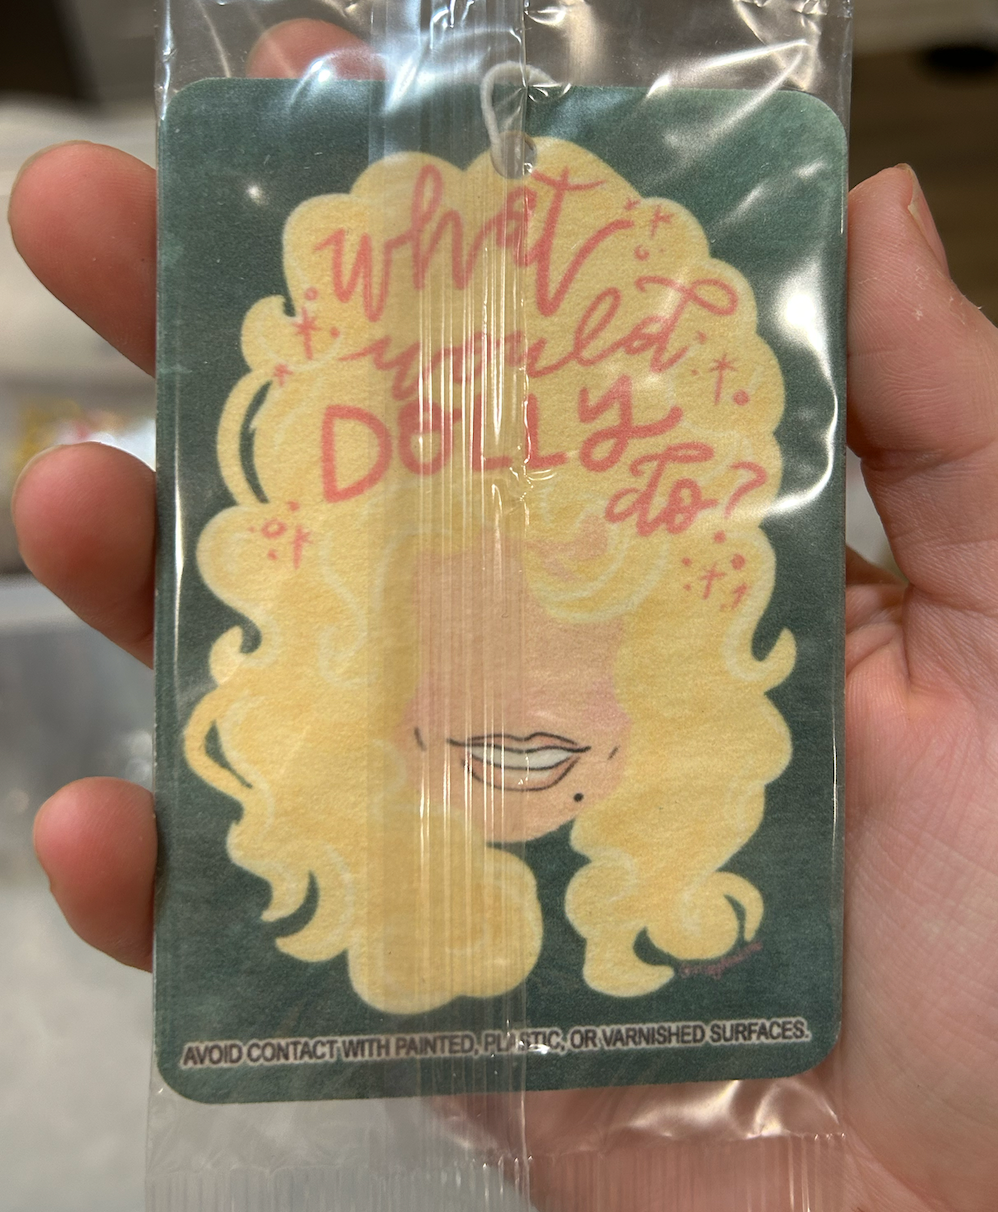 what
would
DOLLY
do?
AVOID CONTACT WITH PAINTED, PLASTIC, OR VARNISHED SURFACES.